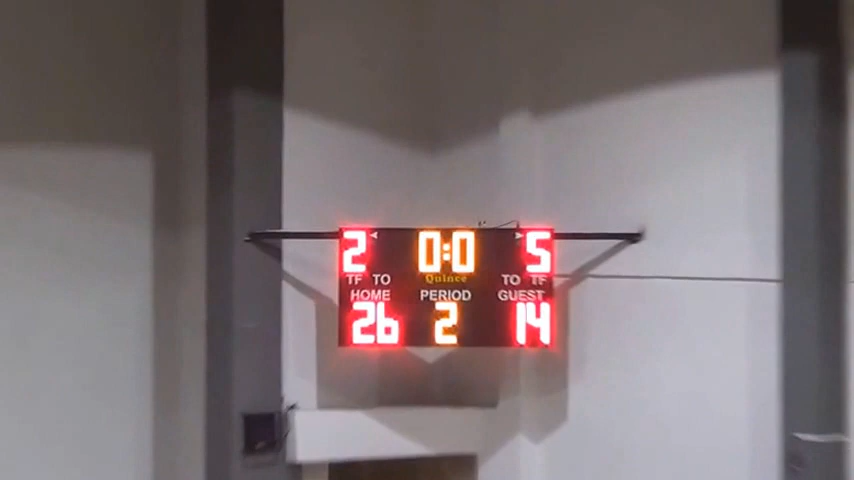 2 0:0 5
TF TO Quince TO TF
HOME PERIOD GUEST
26 2 14